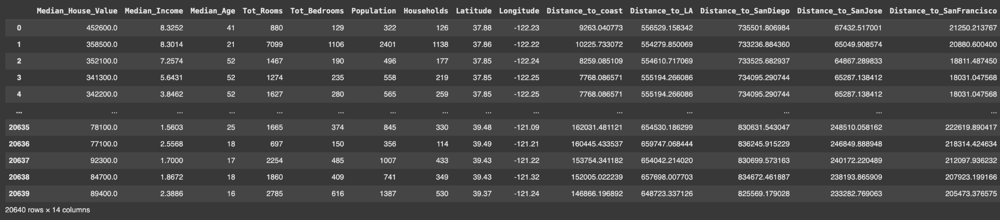 Median_House_Value Median_Income Median_Age Tot_Rooms Tot_Bedrooms Population Households Latitude Longitude Distance_to_coast Distance_to_LA Distance_to_SanDiego Distance_to_SanJose Distance_to_SanFrancisco
0 452600.0 8.3252 41 880 129 322 126 37.88 -122.23 9263.040773 556529.158342 735501.806984 67432.517001 21250.213767
1 358500.0 8.3014 21 7099 1106 2401 1138 37.86 -122.22 10225.733072 554279.850069 733236.884360 65049.908574 20880.600400
2 352100.0 7.2574 52 1467 190 496 177 37.85 -122.24 8259.085109 554610.717069 733525.682937 64867.289833 18811.487450
3 341300.0 5.6431 52 1274 235 558 219 37.85 -122.25 7768.086571 555194.266086 734095.290744 65287.138412 18031.047568
4 342200.0 3.8462 52 1627 280 565 259 37.85 -122.25 7768.086571 555194.266086 734095.290744 65287.138412 18031.047568
... ... ... ... ... ... ... ... ... ... ... ... ... ... ...
20635 78100.0 1.5603 25 1665 374 845 330 39.48 -121.09 162031.481121 654530.186299 830631.543047 248510.058162 222619.890417
20636 77100.0 2.5568 18 697 150 356 114 39.49 -121.21 160445.433537 659747.068444 836245.915229 246849.888948 218314.424634
20637 92300.0 1.7000 17 2254 485 1007 433 39.43 -121.22 153754.341182 654042.214020 830699.573163 240172.220489 212097.936232
20638 84700.0 1.8672 18 1860 409 741 349 39.43 -121.32 152005.022239 657698.007703 834672.461887 238193.865909 207923.199166
20639 89400.0 2.3886 16 2785 616 1387 530 39.37 -121.24 146866.196892 648723.337126 825569.179028 233282.769063 205473.376575
20640 rows × 14 columns